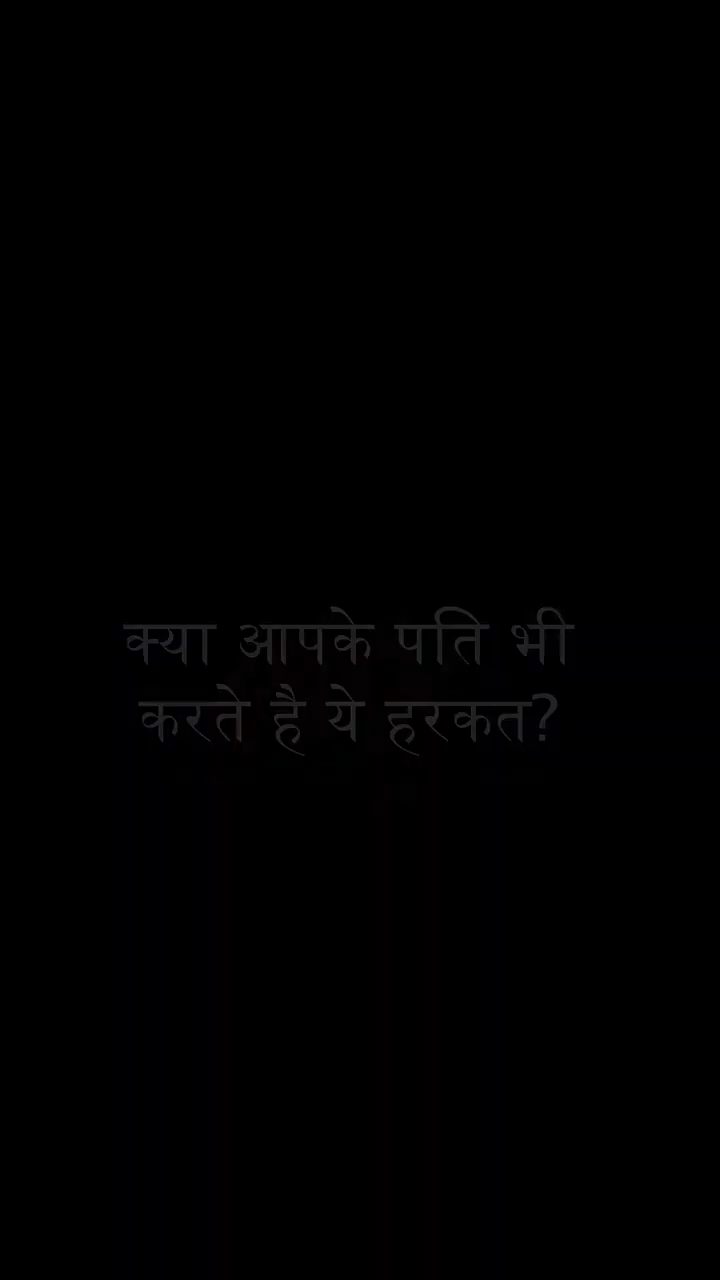 क्या आपके पति भी
करते है ये हरकत?